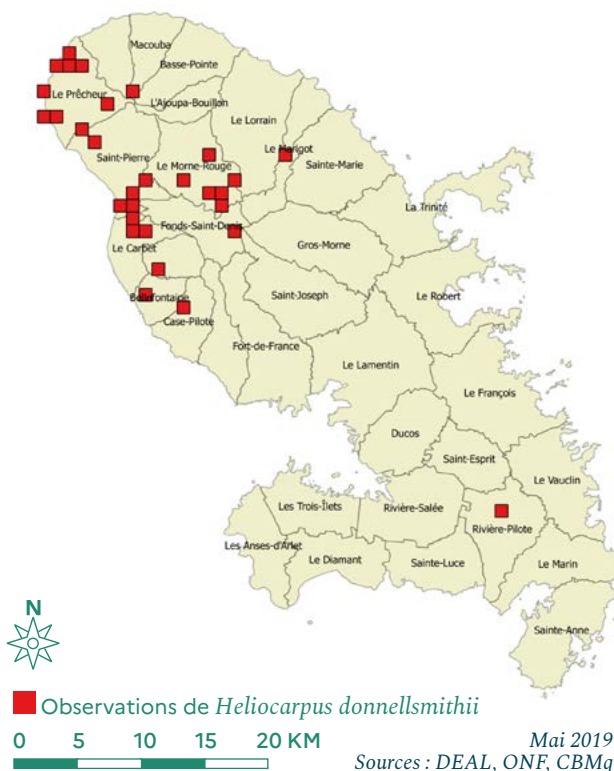 Macouba
Basse-Pointe
Le Prêcheur
L'Ajoupa-Bouillon
Le Lorrain
Le Marigot
Saint-Pierre
Le Morne-Rouge
Sainte-Marie
La Trinité
Fonds-Saint-Denis
Gros-Morne
Le Carbet
Saint-Joseph
Le Robert
Bellefontaine
Case-Pilote
Fort-de-France
Le Lamentin
Le François
Ducos
Saint-Esprit
Le Vauclin
Les Trois-Îlets
Rivière-Salée
Rivière-Pilote
Les Anses-d'Arlet
Le Diamant
Sainte-Luce
Le Marin
Sainte-Anne
N
Observations de Heliocarpus donnellsmithii
0 5 10 15 20 KM
Mai 2019
Sources : DEAL, ONF, CBMq